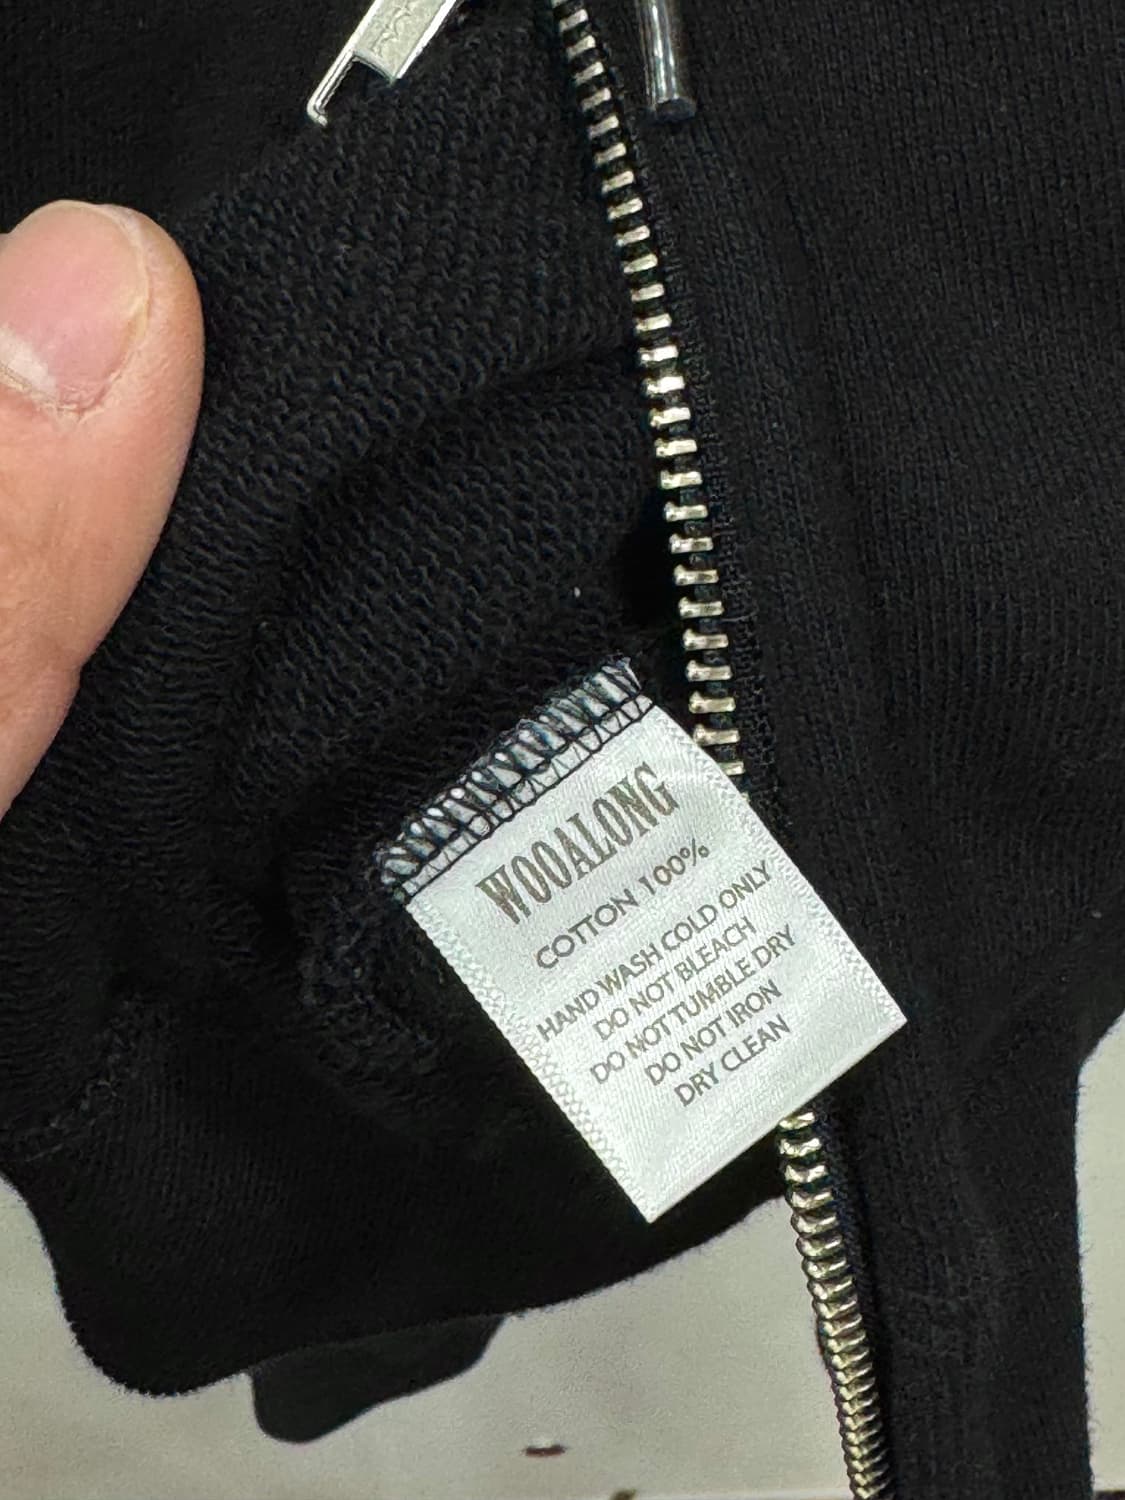 WOOALONG
COTTON 100%
HAND WASH COLD ONLY
DO NOT BLEACH
DO NOT TUMBLE DRY
DO NOT IRON
DRY CLEAN